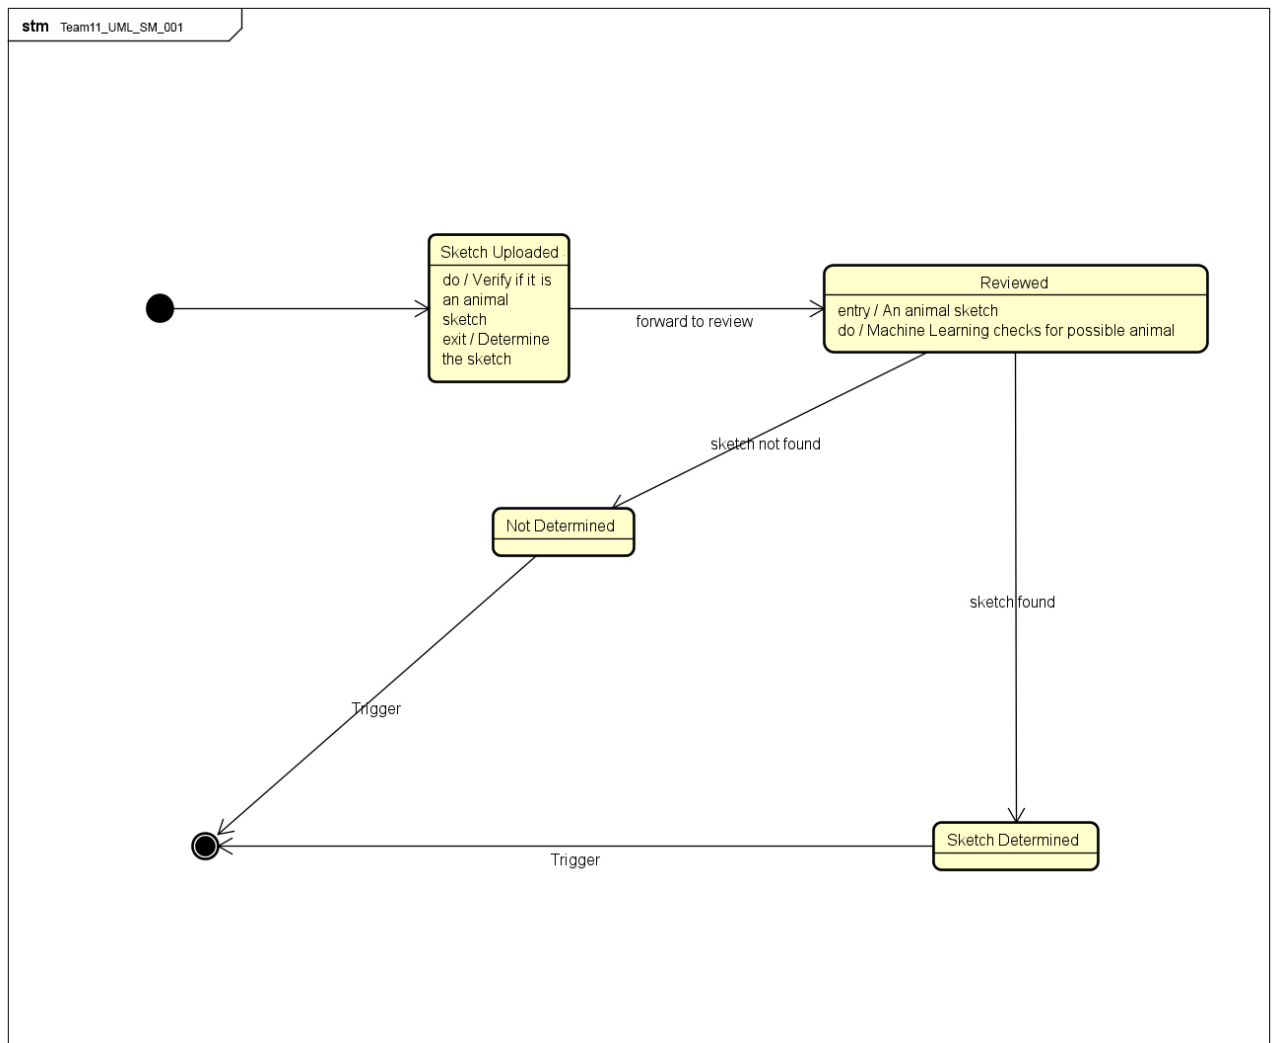 stm Team11_UML_SM_001
Sketch Uploaded
do / Verify if it is
an animal
sketch
exit / Determine
the sketch
forward to review
Reviewed
entry / An animal sketch
do / Machine Learning checks for possible animal
sketch not found
Not Determined
sketch found
Trigger
Sketch Determined
Trigger